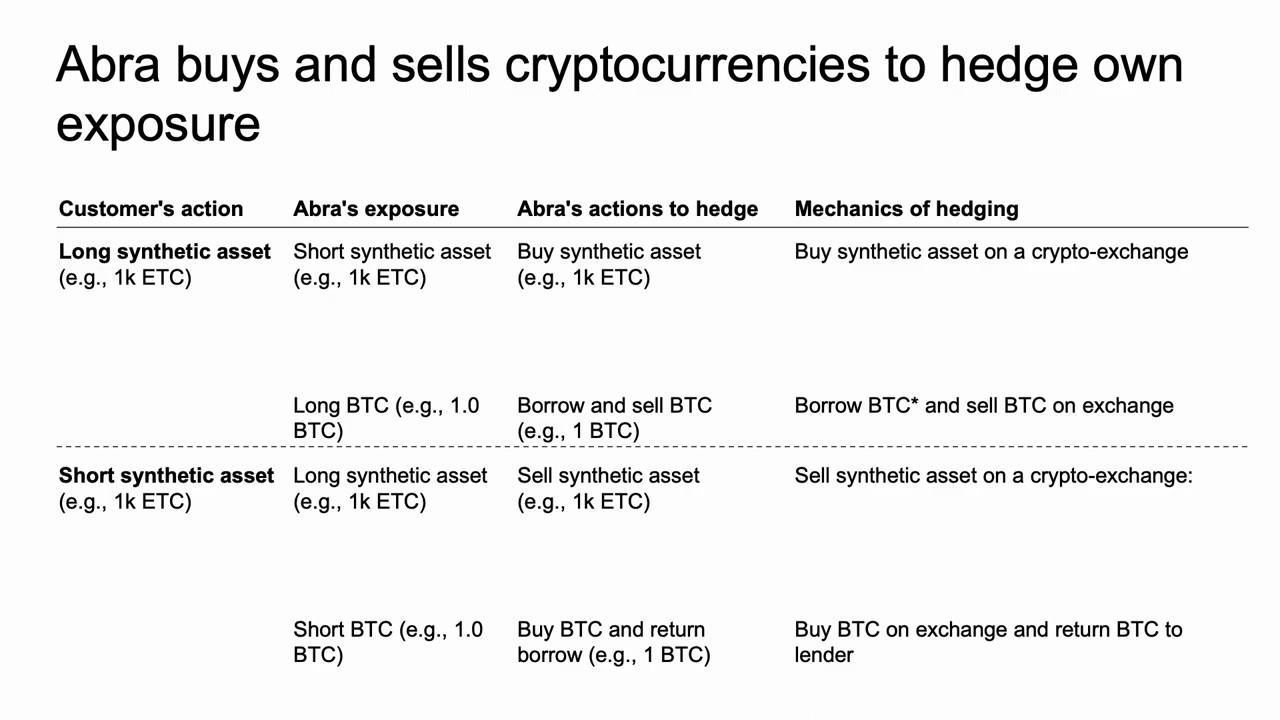 Abra buys and sells cryptocurrencies to hedge own
exposure
Customer's action Abra's exposure Abra's actions to hedge Mechanics of hedging
Long synthetic asset Short synthetic asset Buy synthetic asset Buy synthetic asset on a crypto-exchange
(e.g., 1k ETC) (e.g., 1k ETC) (e.g., 1k ETC)
Long BTC (e.g., 1.0 Borrow and sell BTC Borrow BTC* and sell BTC on exchange
BTC) (e.g., 1 BTC)
Short synthetic asset Long synthetic asset Sell synthetic asset Sell synthetic asset on a crypto-exchange:
(e.g., 1k ETC) (e.g., 1k ETC) (e.g., 1k ETC)
Short BTC (e.g., 1.0 Buy BTC and return Buy BTC on exchange and return BTC to
BTC) borrow (e.g., 1 BTC) lender